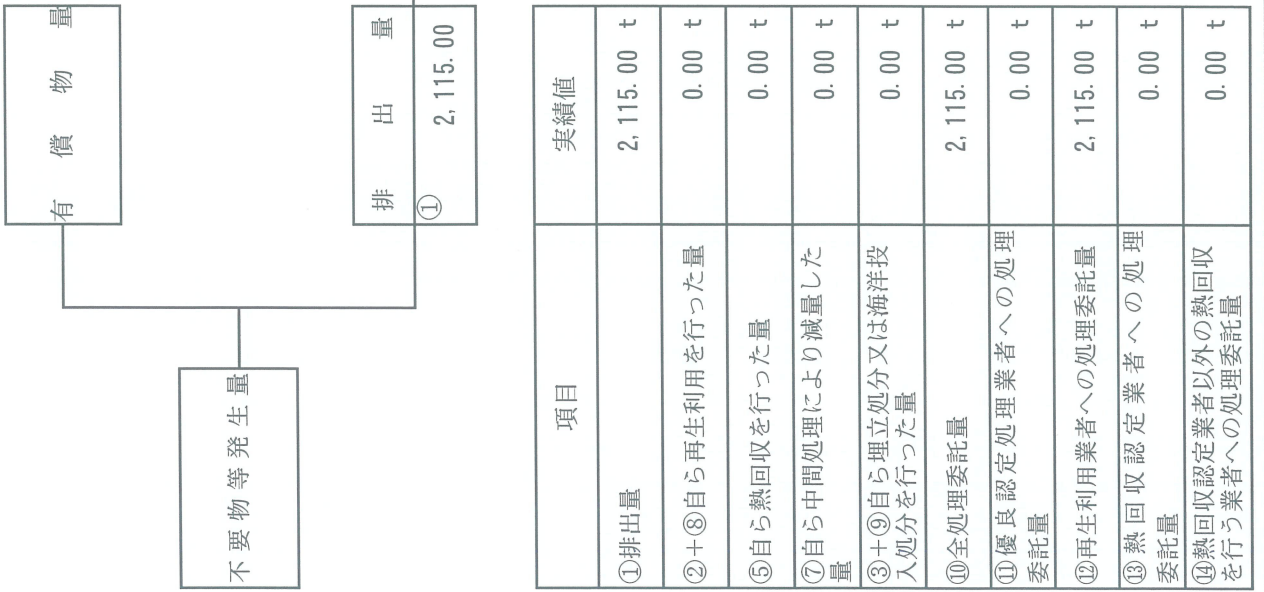 有償物量
排出量
① 2,115.00
不要物等発生量
項目 実績値
①排出量 2,115.00 t
②+⑧自ら再生利用を行った量 0.00 t
⑤自ら熱回収を行った量 0.00 t
⑦自ら中間処理により減量した
量 0.00 t
③+⑨自ら埋立処分又は海洋投
入処分を行った量 0.00 t
⑩全処理委託量 2,115.00 t
⑪優良認定処理業者への処理
委託量 0.00 t
⑫再生利用業者への処理委託量 2,115.00 t
⑬熱回収認定業者への処理
委託量 0.00 t
⑭熱回収認定業者以外の熱回収
を行う業者への処理委託量 0.00 t